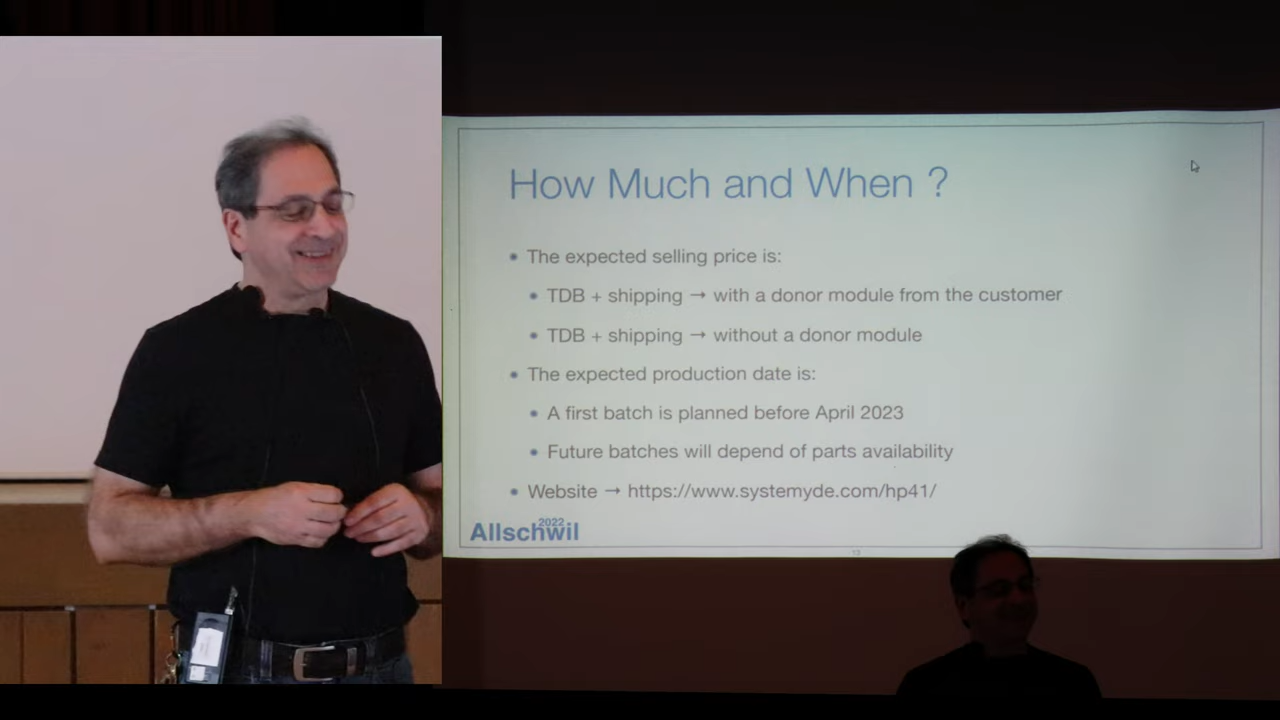 How Much and When ?
• The expected selling price is:
• TDB + shipping → with a donor module from the customer
• TDB + shipping → without a donor module
• The expected production date is:
• A first batch is planned before April 2023
• Future batches will depend of parts availability
• Website → https://www.systemyde.com/hp41/
2022
Allschwil